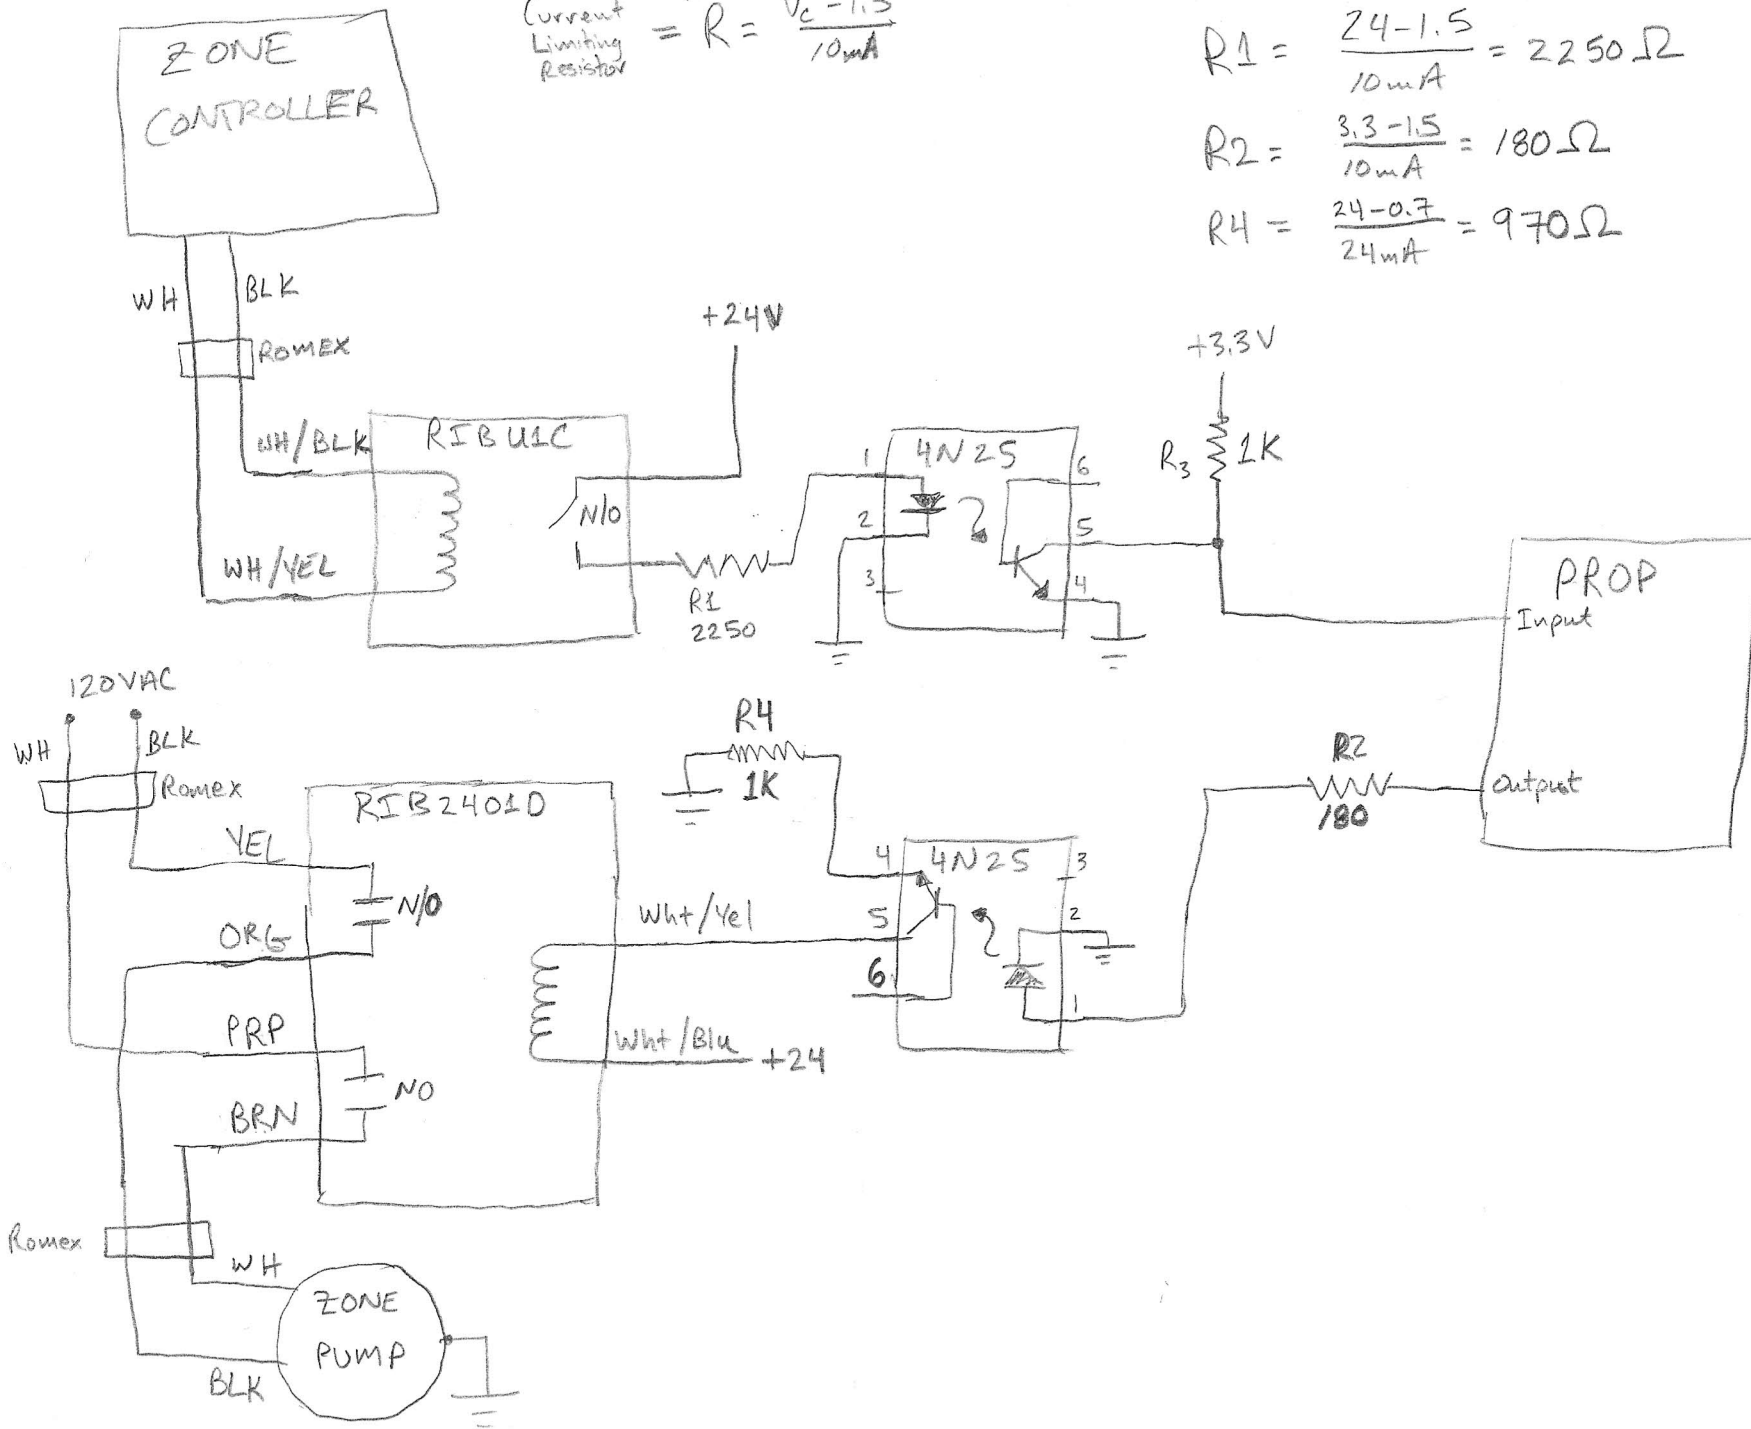 ZONE
CONTROLLER
Current
Limiting
Resistor
= R = Vc-1.5
10mA
R1 = 24-1.5 = 2250Ω
10mA
R2 = 3.3-1.5 = 180Ω
10mA
R4 = 24-0.7 = 970Ω
24mA
WH
BLK
ROMEX
+24V
+3.3V
WH/BLK
RIBU1C
N/O
WH/YEL
R1
2250
4N25
1
2
3
6
5
4
R3 1K
PROP
Input
Output
120VAC
WH
BLK
Romex
R4
1K
R2
180
RIB2401D
YEL
N/O
ORG
PRP
NO
BRN
Wht/Yel
Wht/Blu +24
4N25
4
5
6
3
2
1
Romex
WH
ZONE
PUMP
BLK